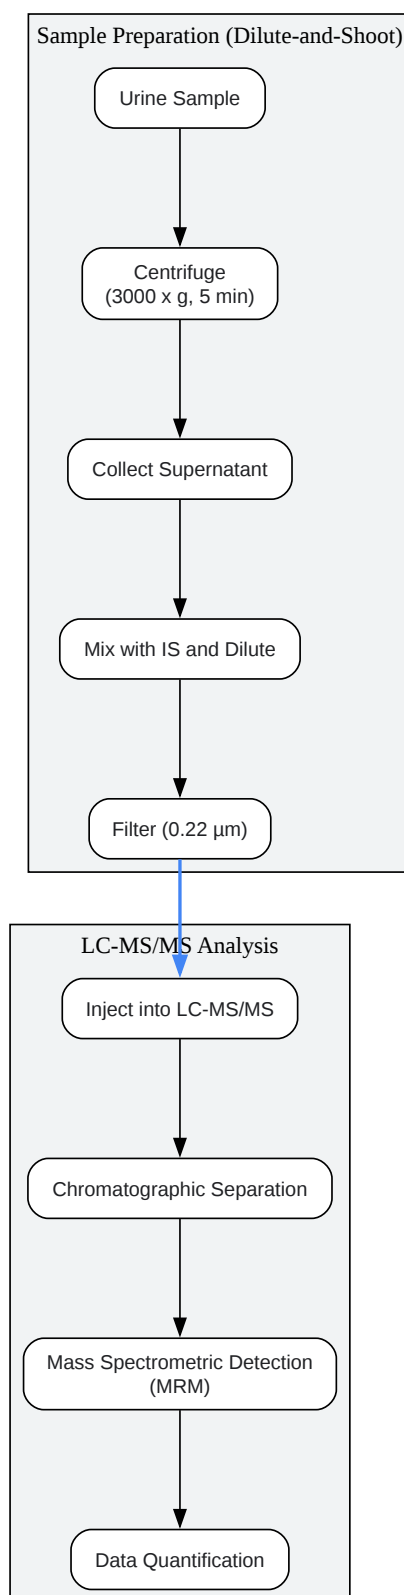 Sample Preparation (Dilute-and-Shoot)
Urine Sample
Centrifuge
(3000 x g, 5 min)
Collect Supernatant
Mix with IS and Dilute
Filter (0.22 µm)
LC-MS/MS Analysis
Inject into LC-MS/MS
Chromatographic Separation
Mass Spectrometric Detection
(MRM)
Data Quantification